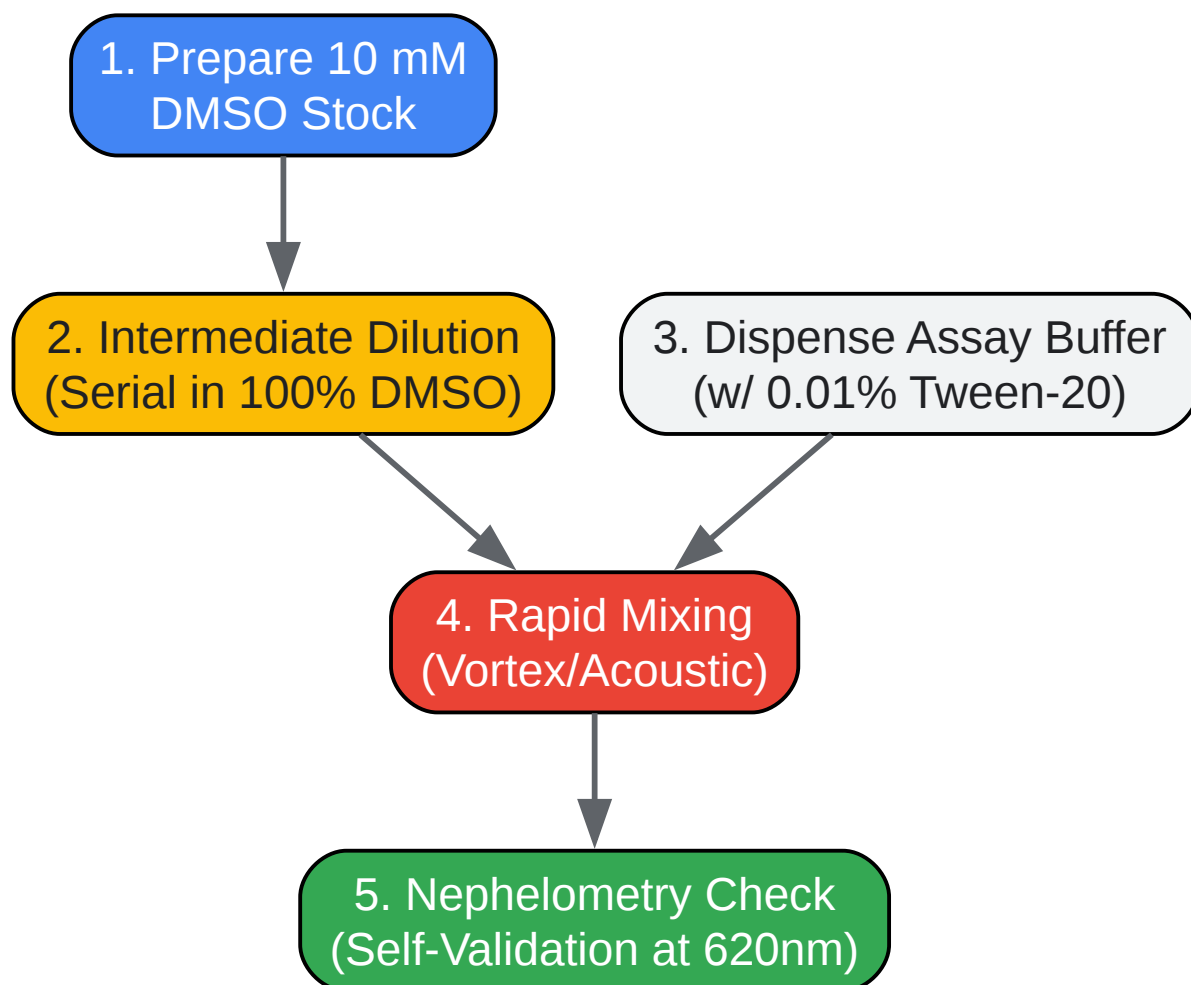 1. Prepare 10 mM
DMSO Stock
2. Intermediate Dilution
(Serial in 100% DMSO)
3. Dispense Assay Buffer
(w/ 0.01% Tween-20)
4. Rapid Mixing
(Vortex/Acoustic)
5. Nephelometry Check
(Self-Validation at 620nm)